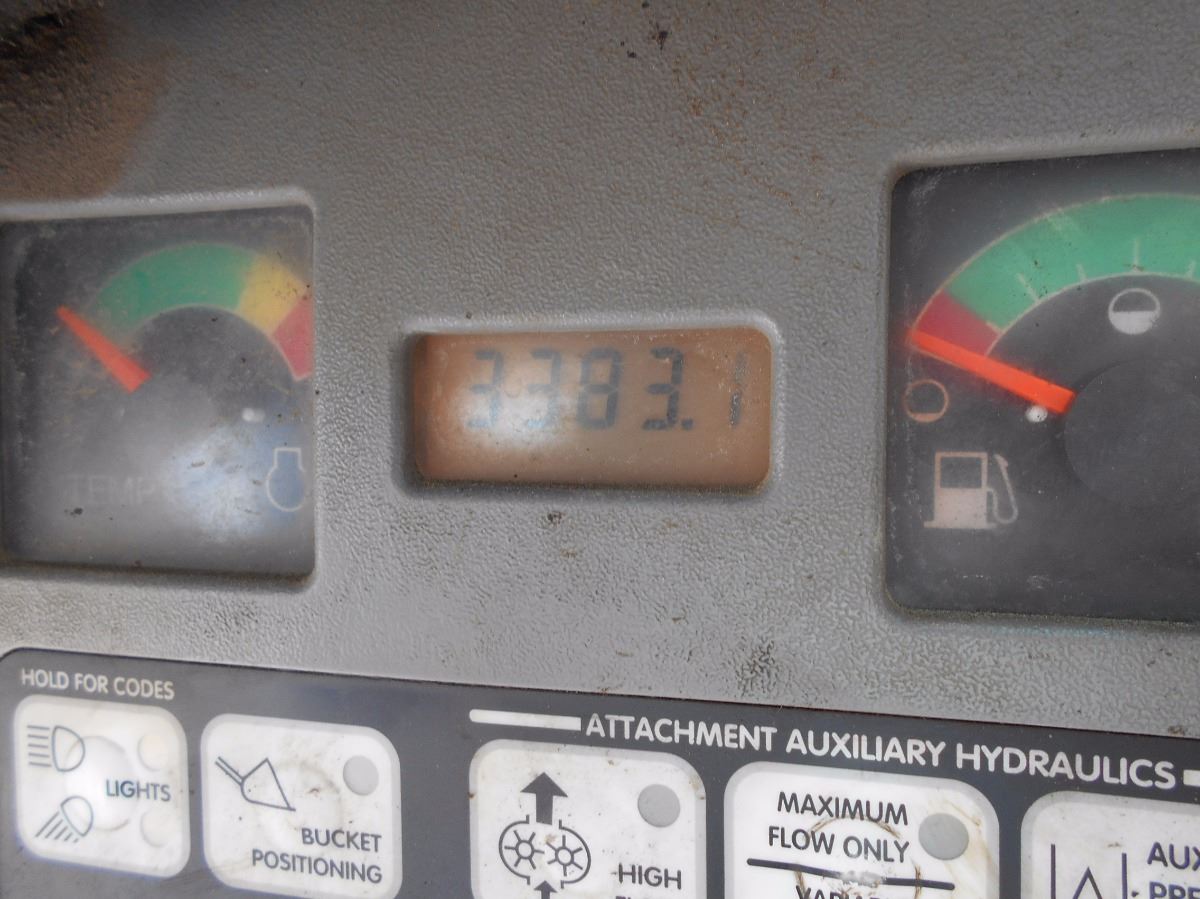 TEMP
3383.1
HOLD FOR CODES
LIGHTS
BUCKET
POSITIONING
ATTACHMENT AUXILIARY HYDRAULICS
HIGH
MAXIMUM
FLOW ONLY